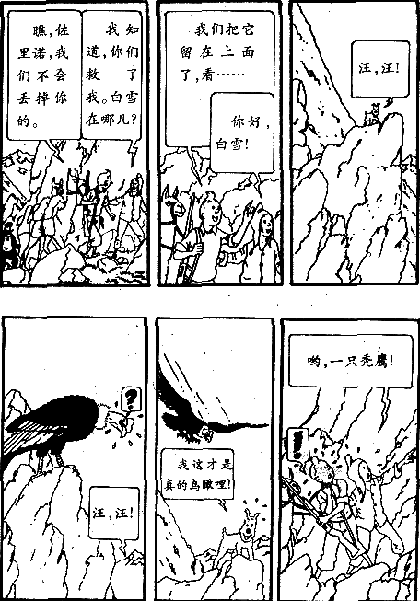 瞧，佐
里诺，我
们不会
丢掉你
的。
我知
道，你们
救了
我。白雪
在哪儿？
我们把它
留在上面
了，看……
你好，
白雪！
汪，汪！
？
汪，汪！
我这才是
真的鸟瞰哩！
哟，一只秃鹰！